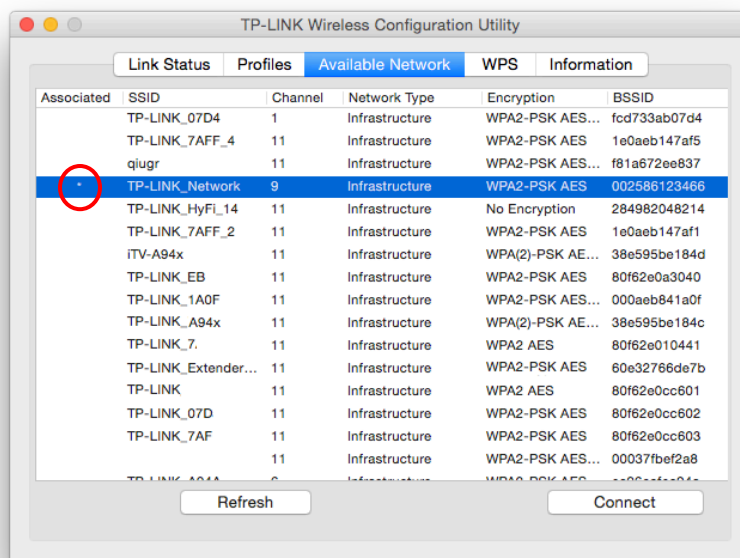 TP-LINK Wireless Configuration Utility
Link Status Profiles Available Network WPS Information
Associated SSID Channel Network Type Encryption BSSID
TP-LINK_07D4 1 Infrastructure WPA2-PSK AES... fcd733ab07d4
TP-LINK_7AFF_4 11 Infrastructure WPA2-PSK AES... 1e0aeb147af5
qiugr 11 Infrastructure WPA2-PSK AES... f81a672ee837
* TP-LINK_Network 9 Infrastructure WPA2-PSK AES 002586123466
TP-LINK_HyFi_14 11 Infrastructure No Encryption 284982048214
TP-LINK_7AFF_2 11 Infrastructure WPA2-PSK AES 1e0aeb147af1
iTV-A94x 11 Infrastructure WPA(2)-PSK AE... 38e595be184d
TP-LINK_EB 11 Infrastructure WPA2-PSK AES 80f62e0a3040
TP-LINK_1A0F 11 Infrastructure WPA2-PSK AES... 000aeb841a0f
TP-LINK_A94x 11 Infrastructure WPA(2)-PSK AE... 38e595be184c
TP-LINK_7. 11 Infrastructure WPA2 AES 80f62e010441
TP-LINK_Extender... 11 Infrastructure WPA2-PSK AES 60e32766de7b
TP-LINK 11 Infrastructure WPA2 AES 80f62e0cc601
TP-LINK_07D 11 Infrastructure WPA2-PSK AES 80f62e0cc602
TP-LINK_7AF 11 Infrastructure WPA2-PSK AES 80f62e0cc603
11 Infrastructure WPA2-PSK AES... 00037fbef2a8
Refresh Connect